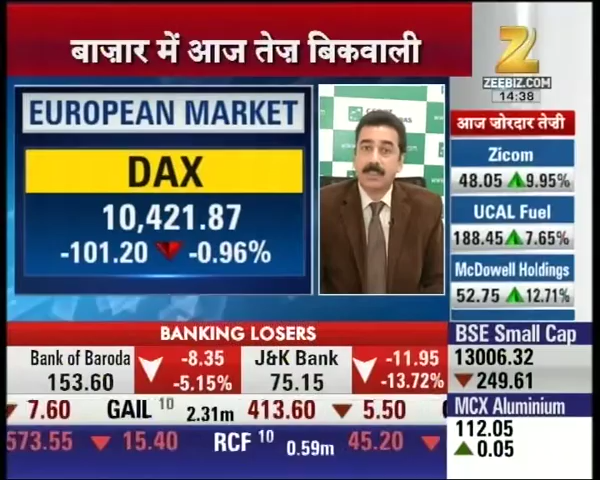 बाज़ार में आज तेज़ बिकवाली
Z
ZEEBIZ.COM
14:38
EUROPEAN MARKET
DAX
10,421.87
-101.20 -0.96%
आज ज़ोरदार तेज़ी
Zicom
48.05 9.95%
UCAL Fuel
188.45 7.65%
McDowell Holdings
52.75 12.71%
BANKING LOSERS
Bank of Baroda -8.35 J&K Bank -11.95
153.60 -5.15% 75.15 -13.72%
BSE Small Cap
13006.32
249.61
7.60 GAIL 10 2.31m 413.60 5.50
MCX Aluminium
112.05
0.05
573.55 15.40 RCF 10 0.59m 45.20